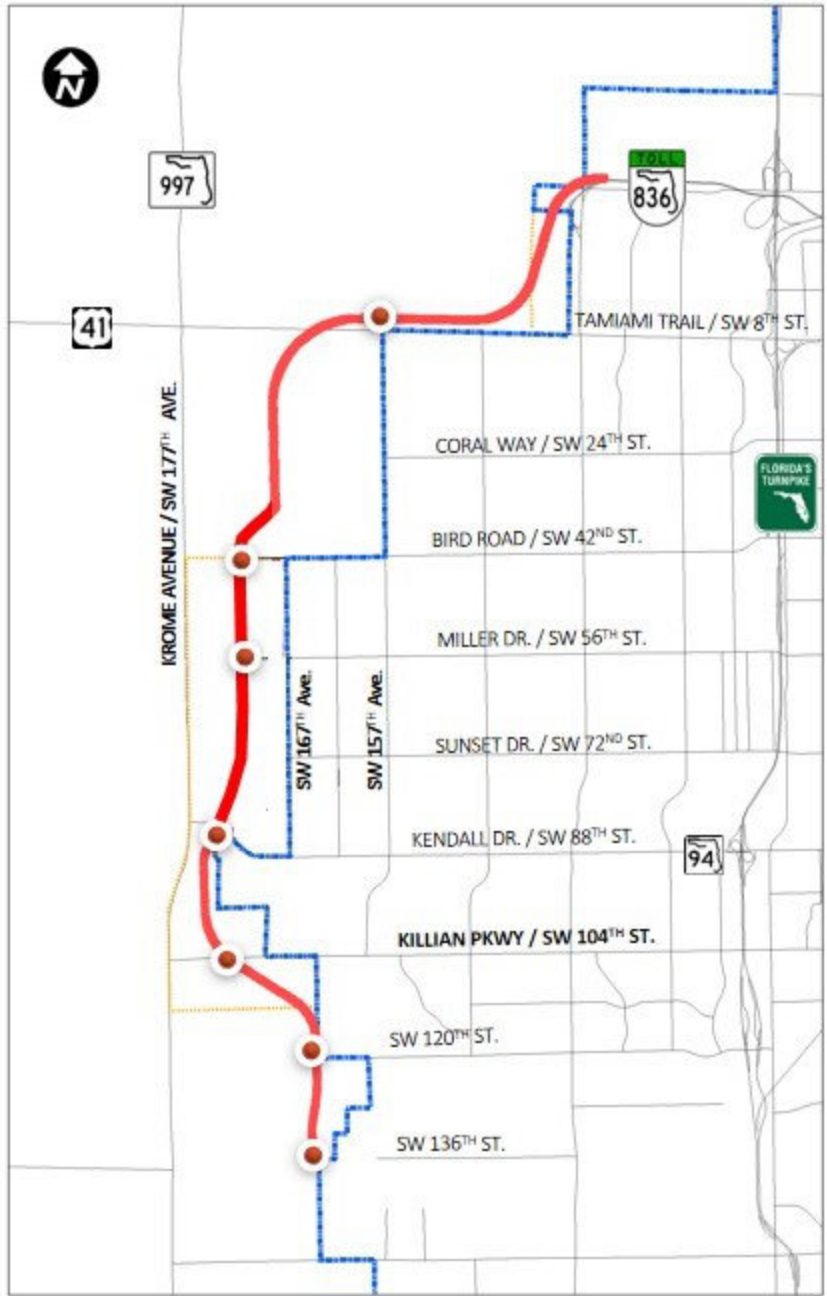 N
997
TOLL
836
41
TAMIAMI TRAIL / SW 8TH ST.
KROME AVENUE / SW 177TH AVE.
CORAL WAY / SW 24TH ST.
FLORIDA'S
TURNPIKE
BIRD ROAD / SW 42ND ST.
MILLER DR. / SW 56TH ST.
SW 167TH Ave.
SW 157TH Ave.
SUNSET DR. / SW 72ND ST.
KENDALL DR. / SW 88TH ST.
94
KILLIAN PKWY / SW 104TH ST.
SW 120TH ST.
SW 136TH ST.